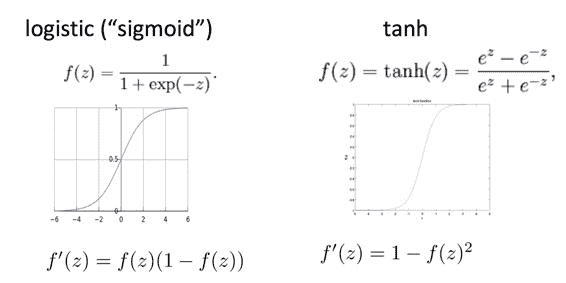 logistic (“sigmoid”)
f(z) = 1 / (1 + exp(−z)).
1
0.5
0
-6 -4 -2 0 2 4 6
f′(z) = f(z)(1 − f(z))
tanh
f(z) = tanh(z) = (e^z − e^−z) / (e^z + e^−z),
f′(z) = 1 − f(z)²